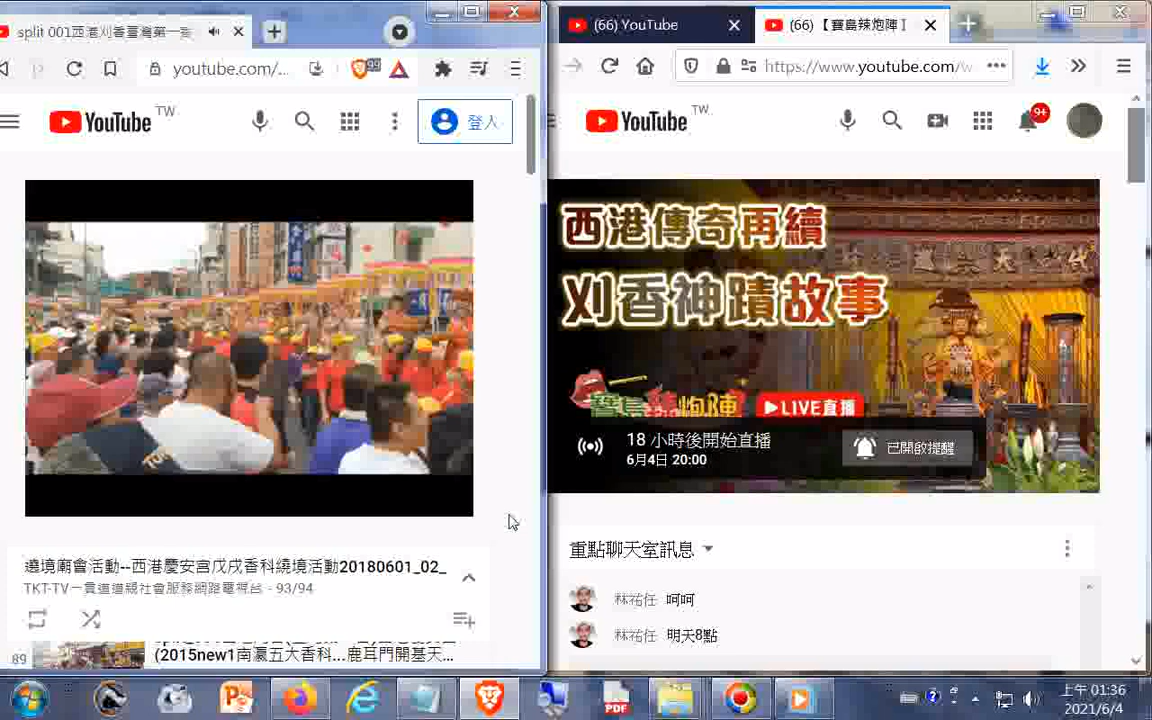 split 001西港刈香臺灣第一
youtube.com/...
99
YouTube TW
登入
遶境廟會活動--西港慶安宮戊戌香科繞境活動20180601_02_
TKT-TV一貫道道親社會服務網路電視台 - 93/94
89
(2015new1南瀛五大香科...鹿耳門開基天...
(66) YouTube
(66)【寶島辣炮陣】
https://www.youtube.com/w
YouTube TW
9+
西港傳奇再續
刈香神蹟故事
寶島辣炮陣
LIVE直播
18 小時後開始直播
6月4日 20:00
已開啟提醒
重點聊天室訊息
林祐任 呵呵
林祐任 明天8點
PDF
上午 01:36
2021/6/4